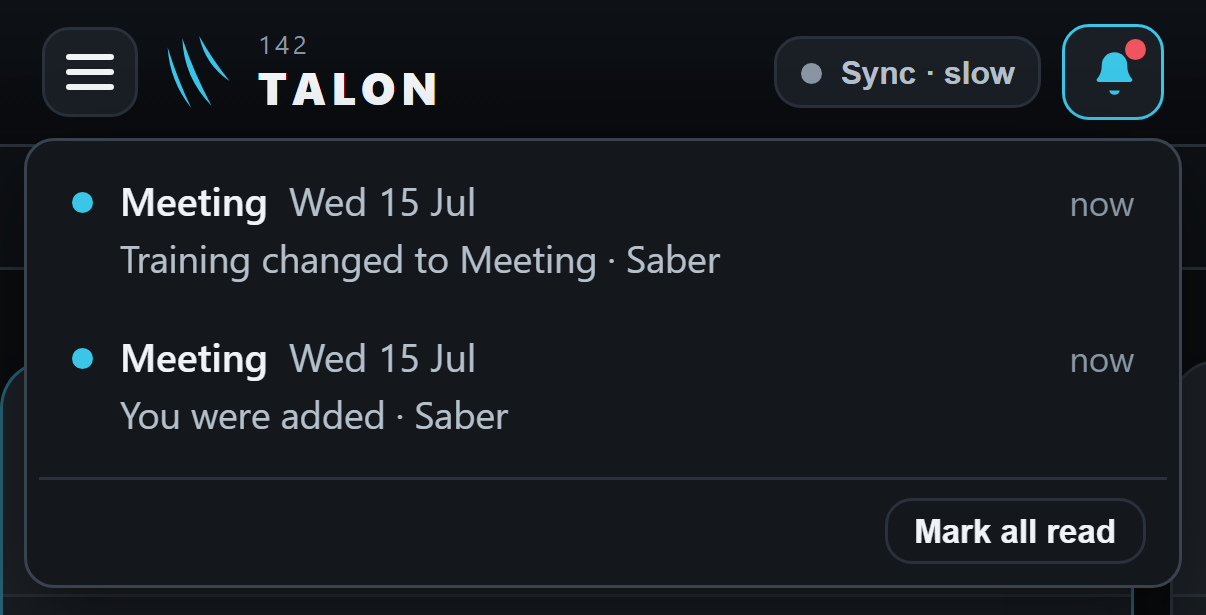 142
TALON
Sync · slow
Meeting Wed 15 Jul now
Training changed to Meeting · Saber
Meeting Wed 15 Jul now
You were added · Saber
Mark all read